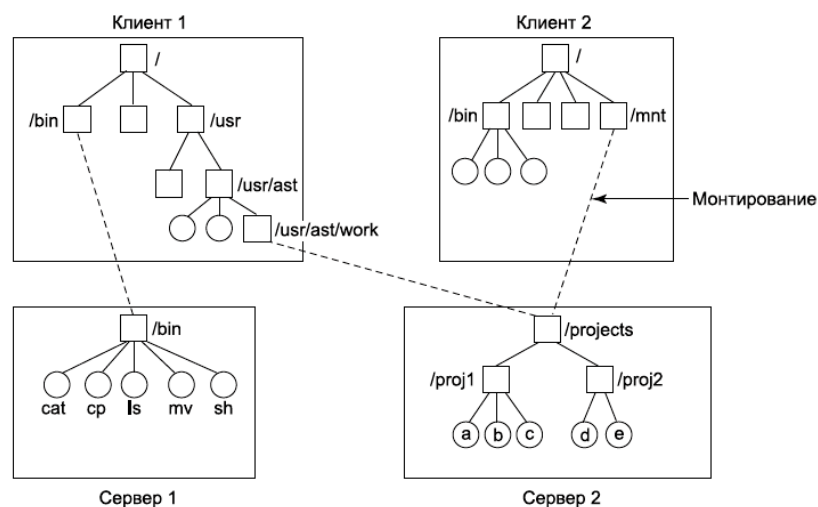 Клиент 1
Клиент 2
/
/
/bin
/usr
/bin
/mnt
/usr/ast
Монтирование
/usr/ast/work
/bin
/projects
/proj1
/proj2
cat cp ls mv sh
a b c d e
Сервер 1
Сервер 2